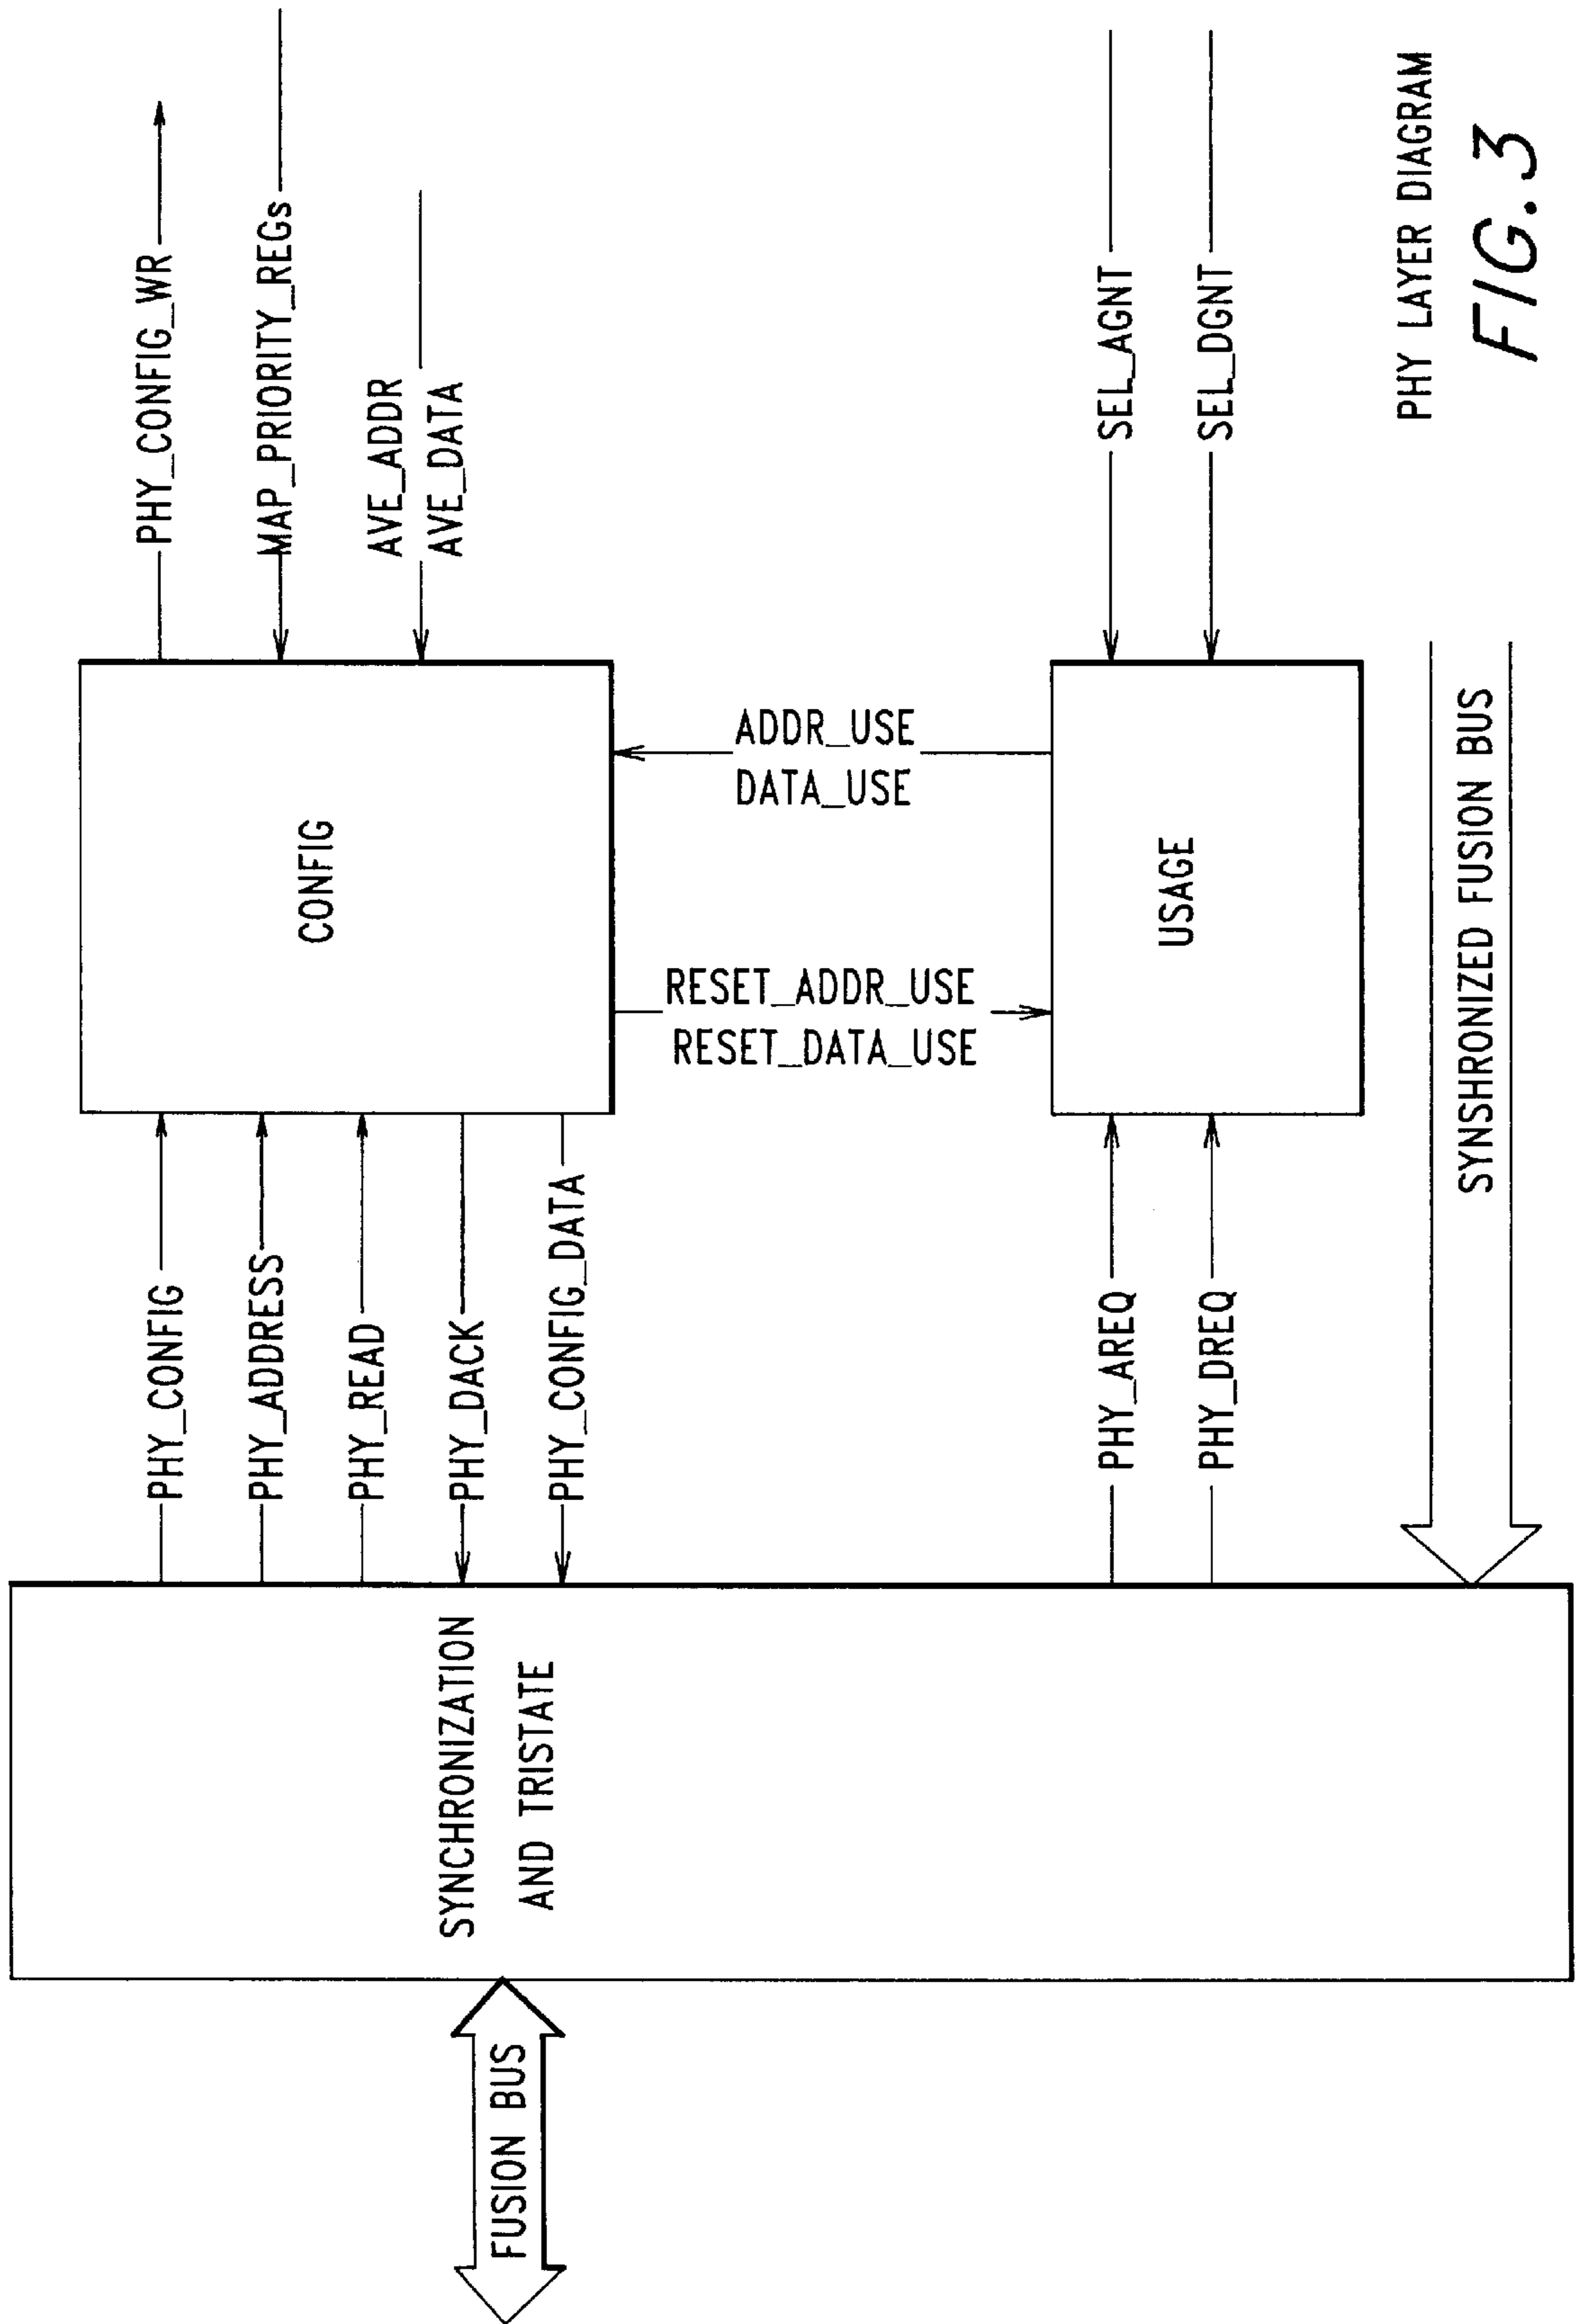 FUSION BUS
SYNCHRONIZATION
AND TRISTATE
PHY_CONFIG
PHY_ADDRESS
PHY_READ
PHY_DACK
PHY_CONFIG_DATA
CONFIG
PHY_CONFIG_WR
MAP_PRIORITY_REGs
AVE_ADDR
AVE_DATA
RESET_ADDR_USE
RESET_DATA_USE
ADDR_USE
DATA_USE
PHY_AREQ
PHY_DREQ
USAGE
SEL_AGNT
SEL_DGNT
SYNSHRONIZED FUSION BUS
PHY LAYER DIAGRAM
FIG. 3